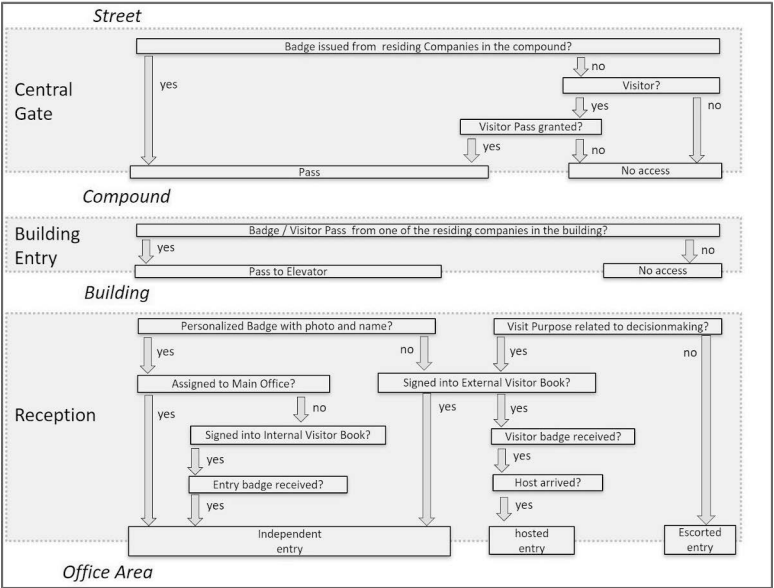 Street
Badge issued from residing Companies in the compound?
Central
Gate
yes
no
Visitor?
yes
no
Visitor Pass granted?
yes
no
Pass
No access
Compound
Building
Entry
Badge / Visitor Pass from one of the residing companies in the building?
yes
no
Pass to Elevator
No access
Building
Reception
Personalized Badge with photo and name?
Visit Purpose related to decisionmaking?
yes
no
yes
no
Assigned to Main Office?
Signed into External Visitor Book?
yes
no
yes
yes
Signed into Internal Visitor Book?
Visitor badge received?
yes
yes
Entry badge received?
Host arrived?
yes
yes
Independent
entry
hosted
entry
Escorted
entry
Office Area